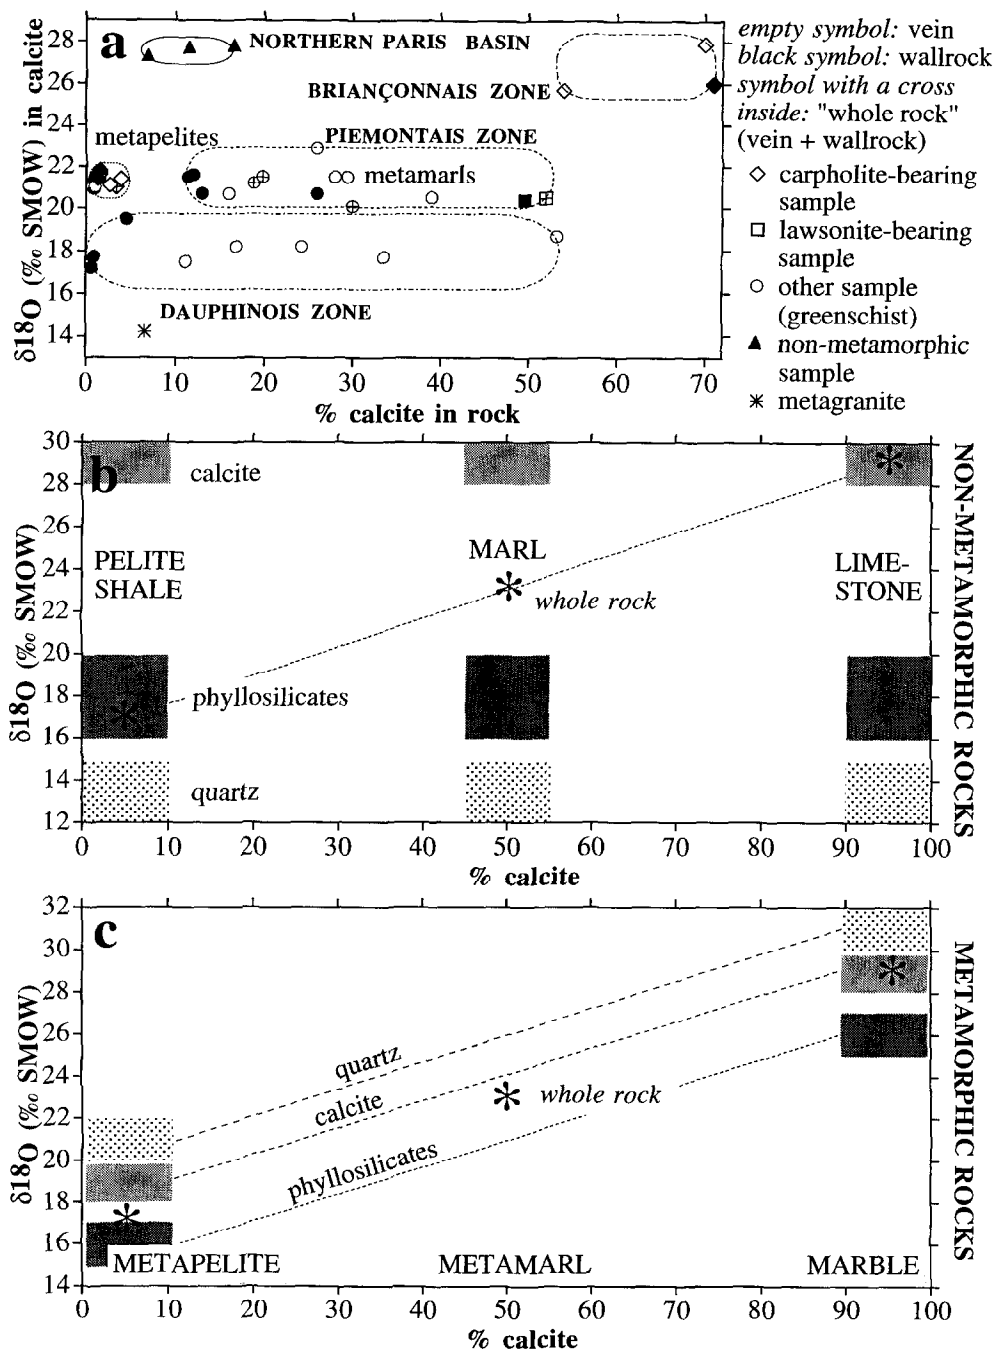 a
δ18O (‰ SMOW) in calcite
28
26
24
22
20
18
16
14
NORTHERN PARIS BASIN
BRIANÇONNAIS ZONE
PIEMONTAIS ZONE
metapelites
metamarls
DAUPHINOIS ZONE
0 10 20 30 40 50 60 70
% calcite in rock
empty symbol: vein
black symbol: wallrock
symbol with a cross
inside: "whole rock"
(vein + wallrock)
carpholite-bearing
sample
lawsonite-bearing
sample
other sample
(greenschist)
non-metamorphic
sample
metagranite
b
δ18O (‰ SMOW)
30
28
26
24
22
20
18
16
14
12
calcite
PELITE
SHALE
MARL
whole rock
LIME-
STONE
phyllosilicates
quartz
0 10 20 30 40 50 60 70 80 90 100
% calcite
NON-METAMORPHIC ROCKS
c
δ18O (‰ SMOW)
32
30
28
26
24
22
20
18
16
14
quartz
calcite
whole rock
phyllosilicates
METAPELITE METAMARL MARBLE
0 10 20 30 40 50 60 70 80 90 100
% calcite
METAMORPHIC ROCKS